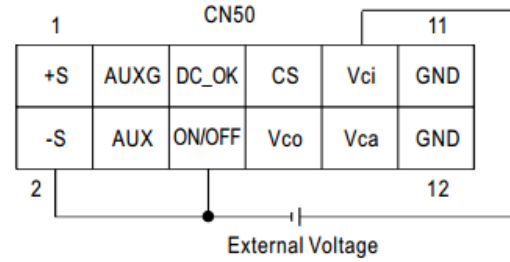 CN50
1 11
+S AUXG DC_OK CS Vci GND
-S AUX ON/OFF Vco Vca GND
2 12
External Voltage